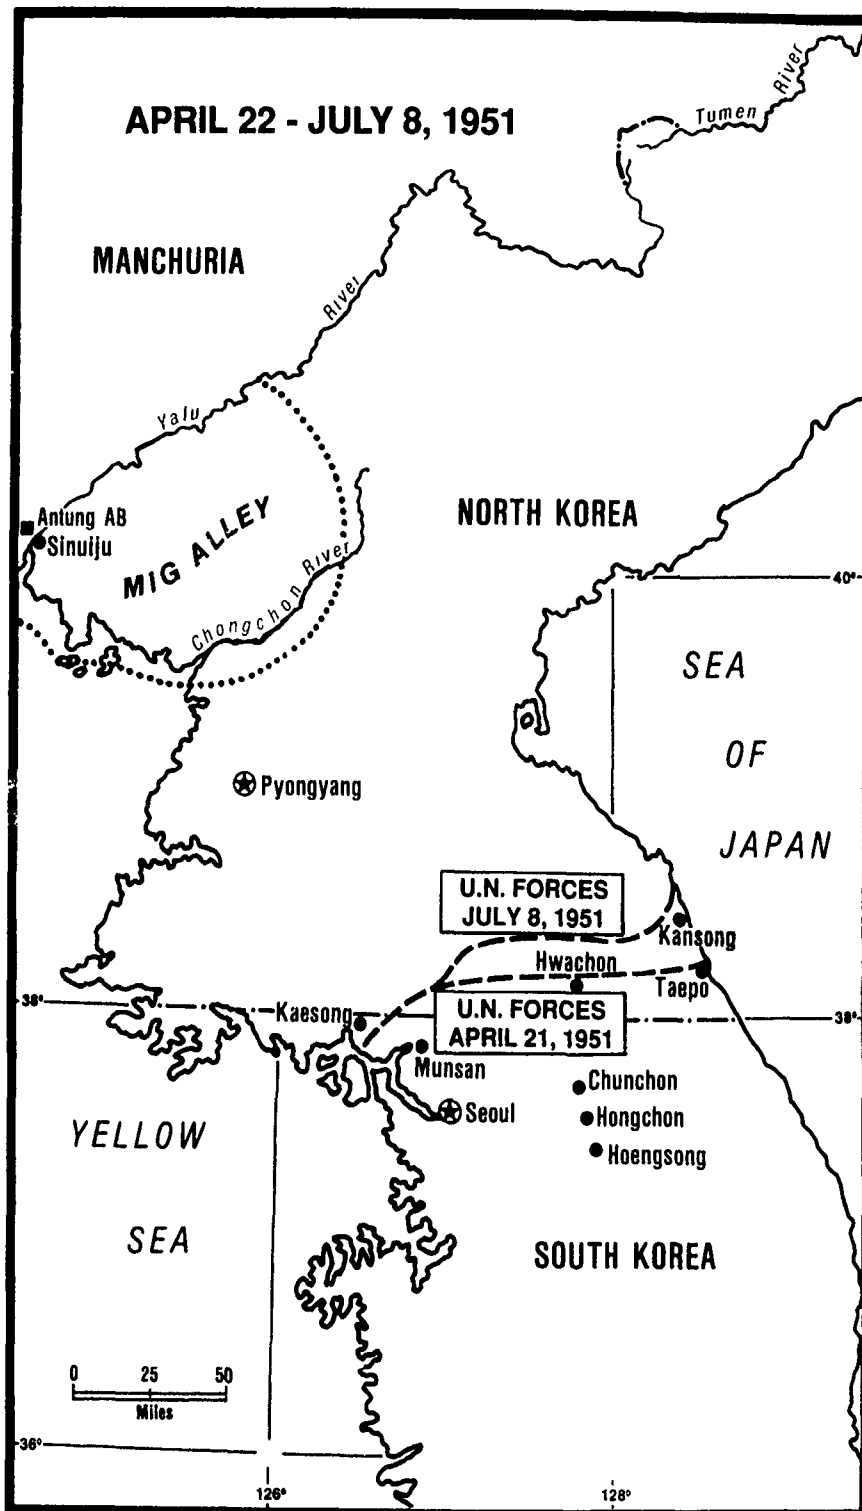 APRIL 22 - JULY 8, 1951
River
Tumen
MANCHURIA
River
Yalu
NORTH KOREA
Antung AB
Sinuiju
MIG ALLEY
Chongchon River
40°
SEA
OF
JAPAN
Pyongyang
U.N. FORCES
JULY 8, 1951
Kansong
Hwachon
Taepo
38°
Kaesong
U.N. FORCES
APRIL 21, 1951
38°
Munsan
Chunchon
Seoul
Hongchon
Hoengsong
YELLOW
SEA
SOUTH KOREA
0 25 50
Miles
36°
126°
128°